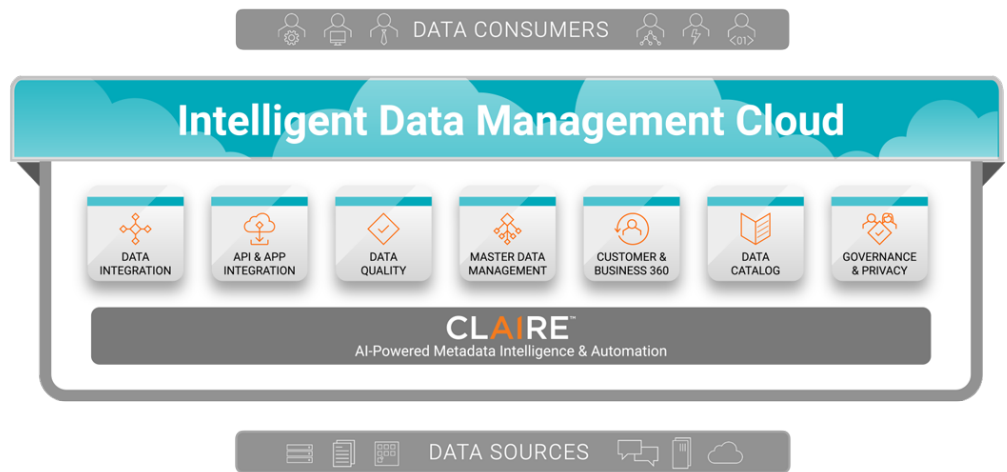 DATA CONSUMERS
<01>
Intelligent Data Management Cloud
DATA
INTEGRATION
API & APP
INTEGRATION
DATA
QUALITY
MASTER DATA
MANAGEMENT
CUSTOMER &
BUSINESS 360
DATA
CATALOG
GOVERNANCE
& PRIVACY
CLAIRE™
AI-Powered Metadata Intelligence & Automation
DATA SOURCES